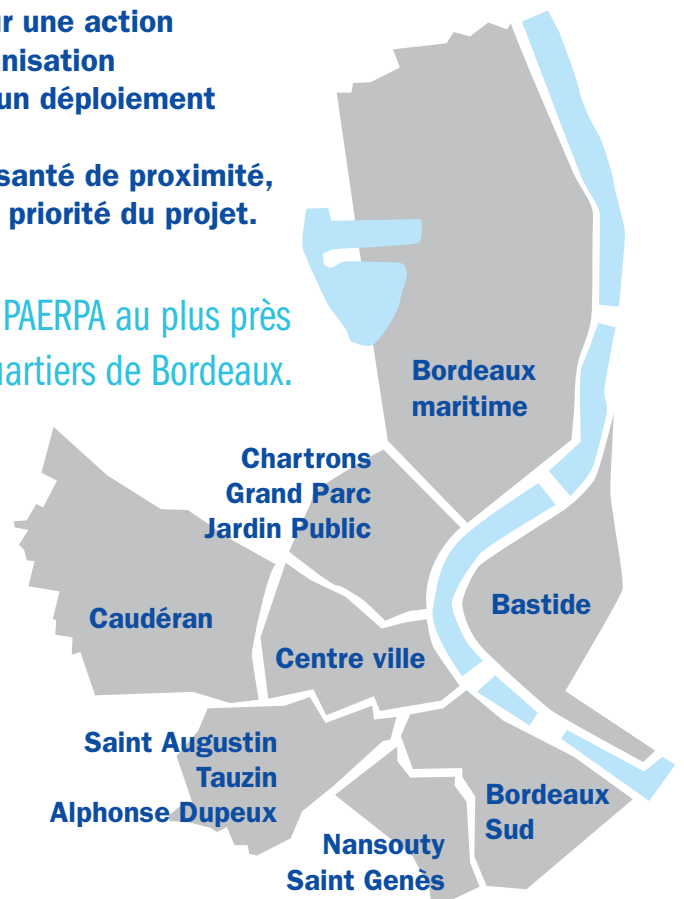 r une action
nisation
un déploiement
santé de proximité,
priorité du projet.
PAERPA au plus près
artiers de Bordeaux.
Bordeaux
maritime
Chartrons
Grand Parc
Jardin Public
Caudéran
Bastide
Centre ville
Saint Augustin
Tauzin
Alphonse Dupeux
Bordeaux
Sud
Nansouty
Saint Genès